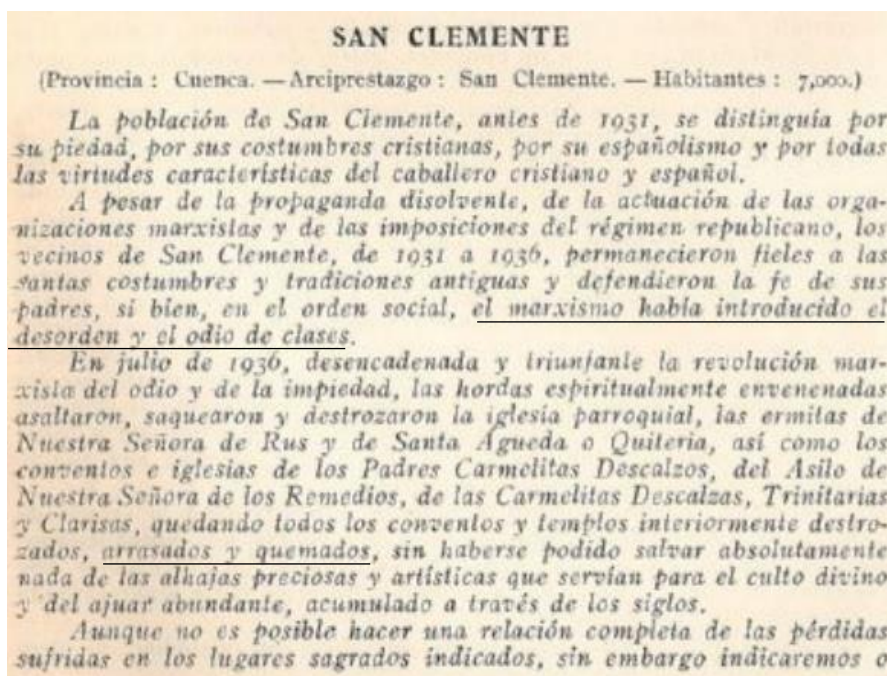 SAN CLEMENTE
(Provincia : Cuenca. — Arciprestazgo : San Clemente. — Habitantes : 7,000.)
La población de San Clemente, antes de 1931, se distinguía por
su piedad, por sus costumbres cristianas, por su españolismo y por todas
las virtudes características del caballero cristiano y español.
A pesar de la propaganda disolvente, de la actuación de las orga-
nizaciones marxistas y de las imposiciones del régimen republicano, los
vecinos de San Clemente, de 1931 a 1936, permanecieron fieles a las
santas costumbres y tradiciones antiguas y defendieron la fe de sus
padres, si bien, en el orden social, el marxismo había introducido el
desorden y el odio de clases.
En julio de 1936, desencadenada y triunfante la revolución mar-
xista del odio y de la impiedad, las hordas espiritualmente envenenadas
asaltaron, saquearon y destrozaron la iglesia parroquial, las ermitas de
Nuestra Señora de Rus y de Santa Águeda o Quiteria, así como los
conventos e iglesias de los Padres Carmelitas Descalzos, del Asilo de
Nuestra Señora de los Remedios, de las Carmelitas Descalzas, Trinitarias
y Clarisas, quedando todos los conventos y templos interiormente destro-
zados, arrasados y quemados, sin haberse podido salvar absolutamente
nada de las alhajas preciosas y artísticas que servían para el culto divino
y del ajuar abundante, acumulado a través de los siglos.
Aunque no es posible hacer una relación completa de las pérdidas
sufridas en los lugares sagrados indicados, sin embargo indicaremos o